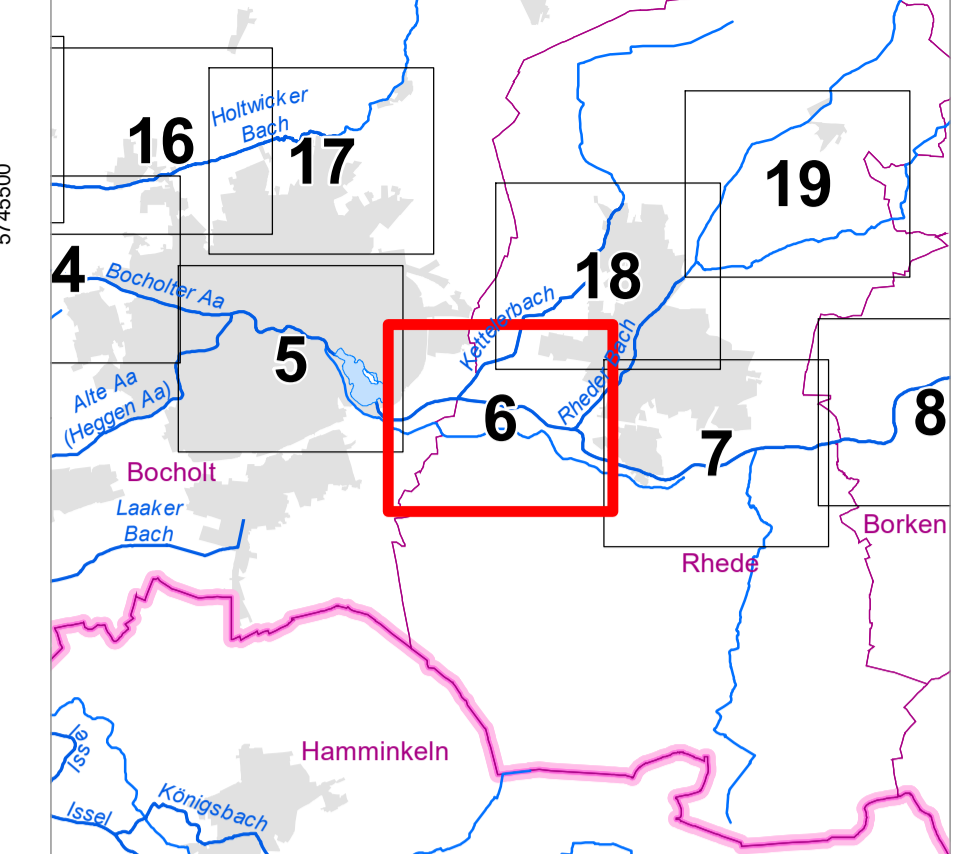 Holtwicker
Bach
16
17
19
5745500
4
Bocholter Aa
18
Kettelerbach
5
Rheder Bach
Alte Aa
(Heggen Aa)
6
8
7
Bocholt
Laaker
Bach
Borken
Rhede
Issel
Hamminkeln
Königsbach
Issel